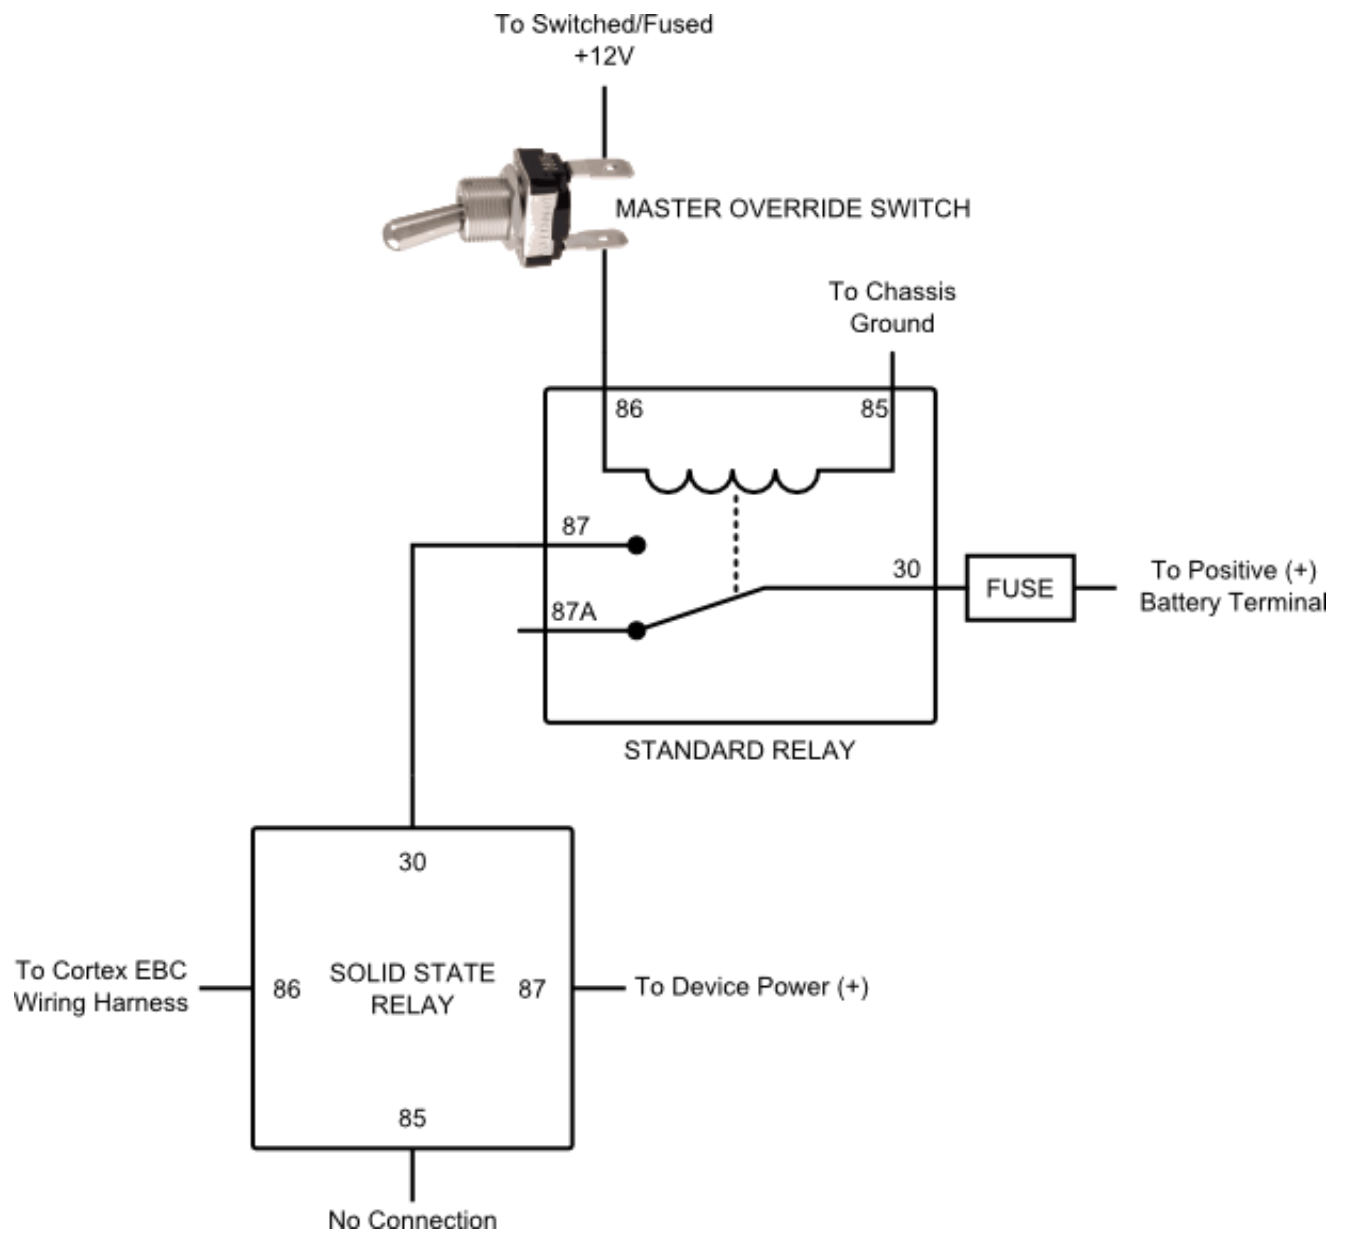 To Switched/Fused
+12V
MASTER OVERRIDE SWITCH
To Chassis
Ground
86
85
87
30
87A
FUSE
To Positive (+)
Battery Terminal
STANDARD RELAY
30
To Cortex EBC
Wiring Harness
86
SOLID STATE
RELAY
87
To Device Power (+)
85
No Connection